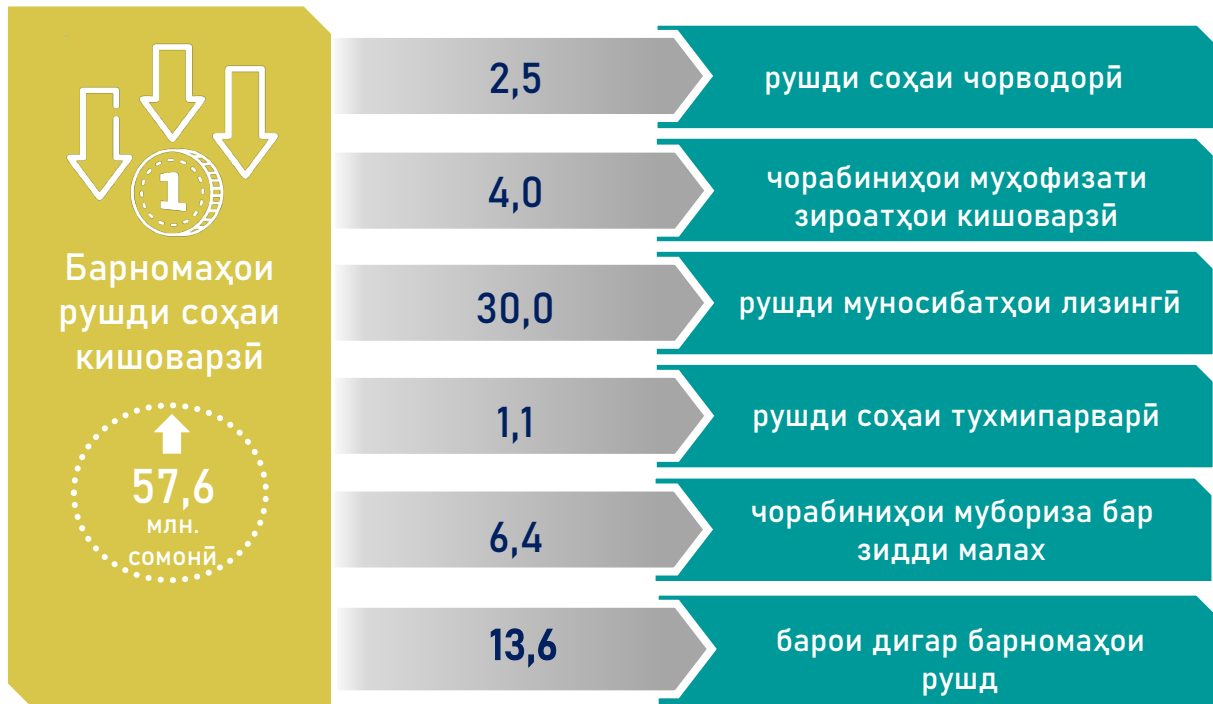 1
Барномаҳои
рушди соҳаи
кишоварзӣ
57,6
млн.
сомонӣ
2,5
рушди соҳаи чорводорӣ
4,0
чорабиниҳои муҳофизати
зироатҳои кишоварзӣ
30,0
рушди муносибатҳои лизингӣ
1,1
рушди соҳаи тухмипарварӣ
6,4
чорабиниҳои мубориза бар
зидди малах
13,6
барои дигар барномаҳои
рушд